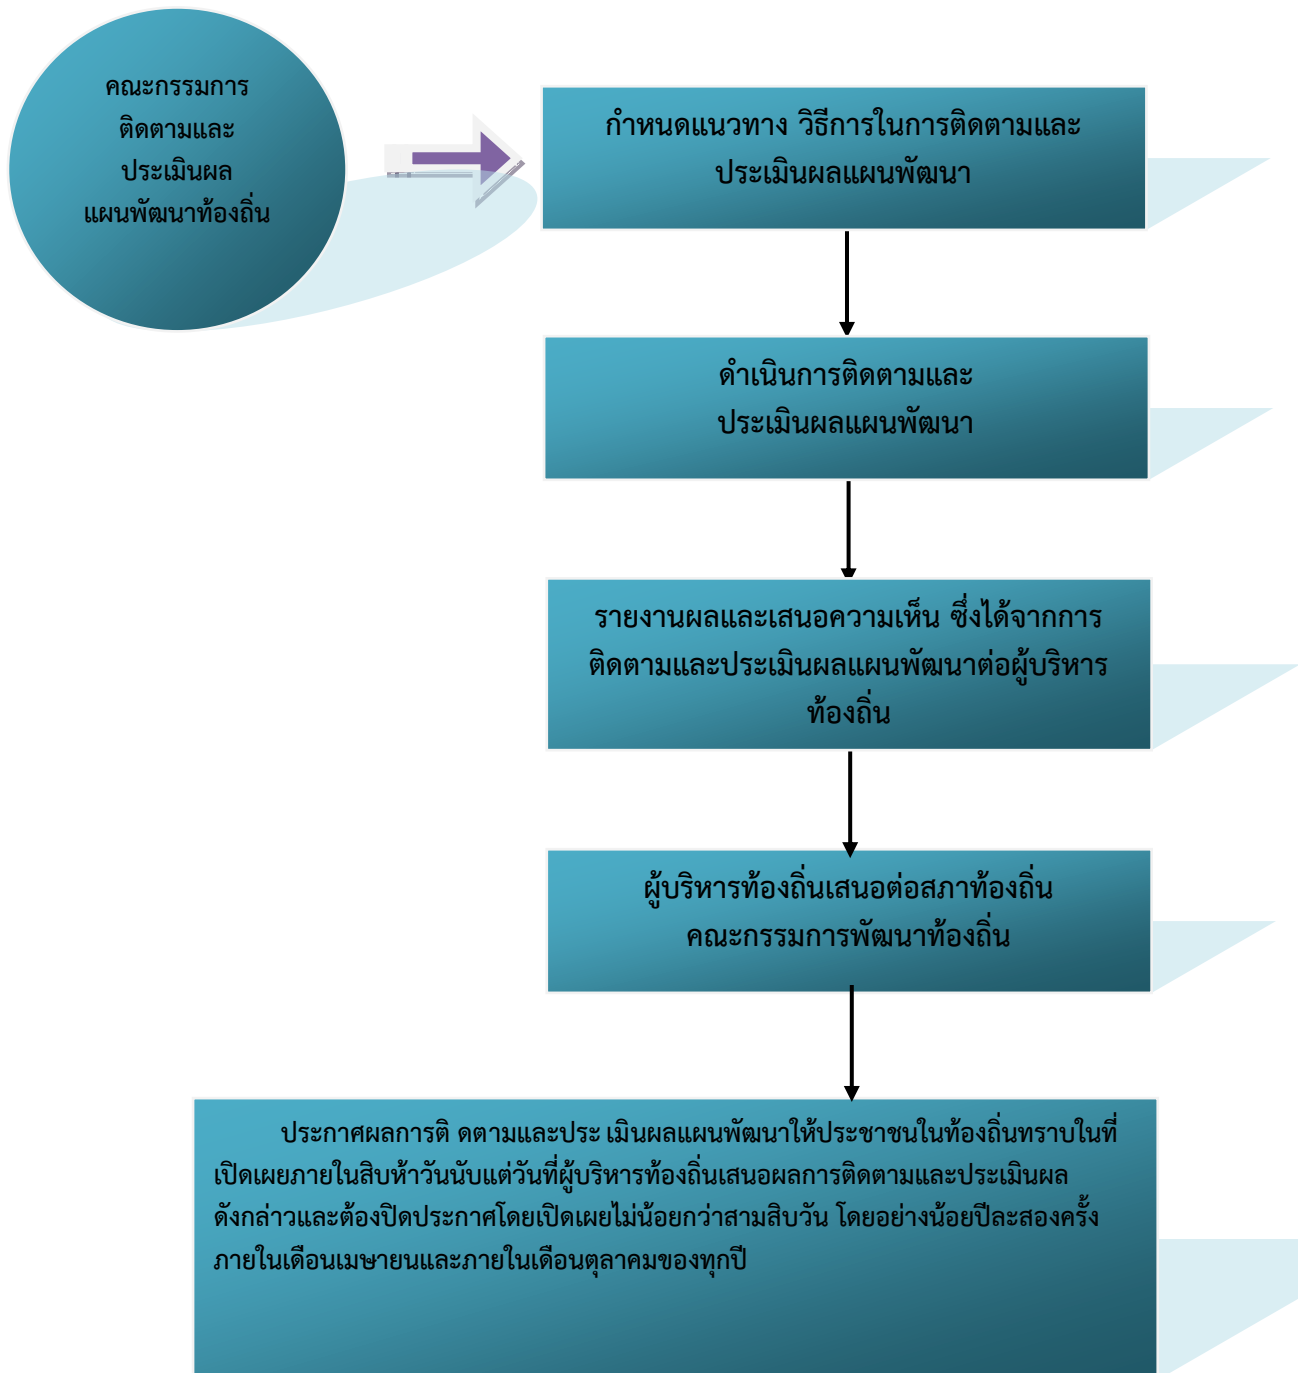 คณะกรรมการ
ติดตามและ
ประเมินผล
แผนพัฒนาท้องถิ่น
กำหนดแนวทาง วิธีการในการติดตามและ
ประเมินผลแผนพัฒนา
ดำเนินการติดตามและ
ประเมินผลแผนพัฒนา
รายงานผลและเสนอความเห็น ซึ่งได้จากการ
ติดตามและประเมินผลแผนพัฒนาต่อผู้บริหาร
ท้องถิ่น
ผู้บริหารท้องถิ่นเสนอต่อสภาท้องถิ่น
คณะกรรมการพัฒนาท้องถิ่น
ประกาศผลการติ ดตามและประ เมินผลแผนพัฒนาให้ประชาชนในท้องถิ่นทราบในที่
เปิดเผยภายในสิบห้าวันนับแต่วันที่ผู้บริหารท้องถิ่นเสนอผลการติดตามและประเมินผล
ดังกล่าวและต้องปิดประกาศโดยเปิดเผยไม่น้อยกว่าสามสิบวัน โดยอย่างน้อยปีละสองครั้ง
ภายในเดือนเมษายนและภายในเดือนตุลาคมของทุกปี